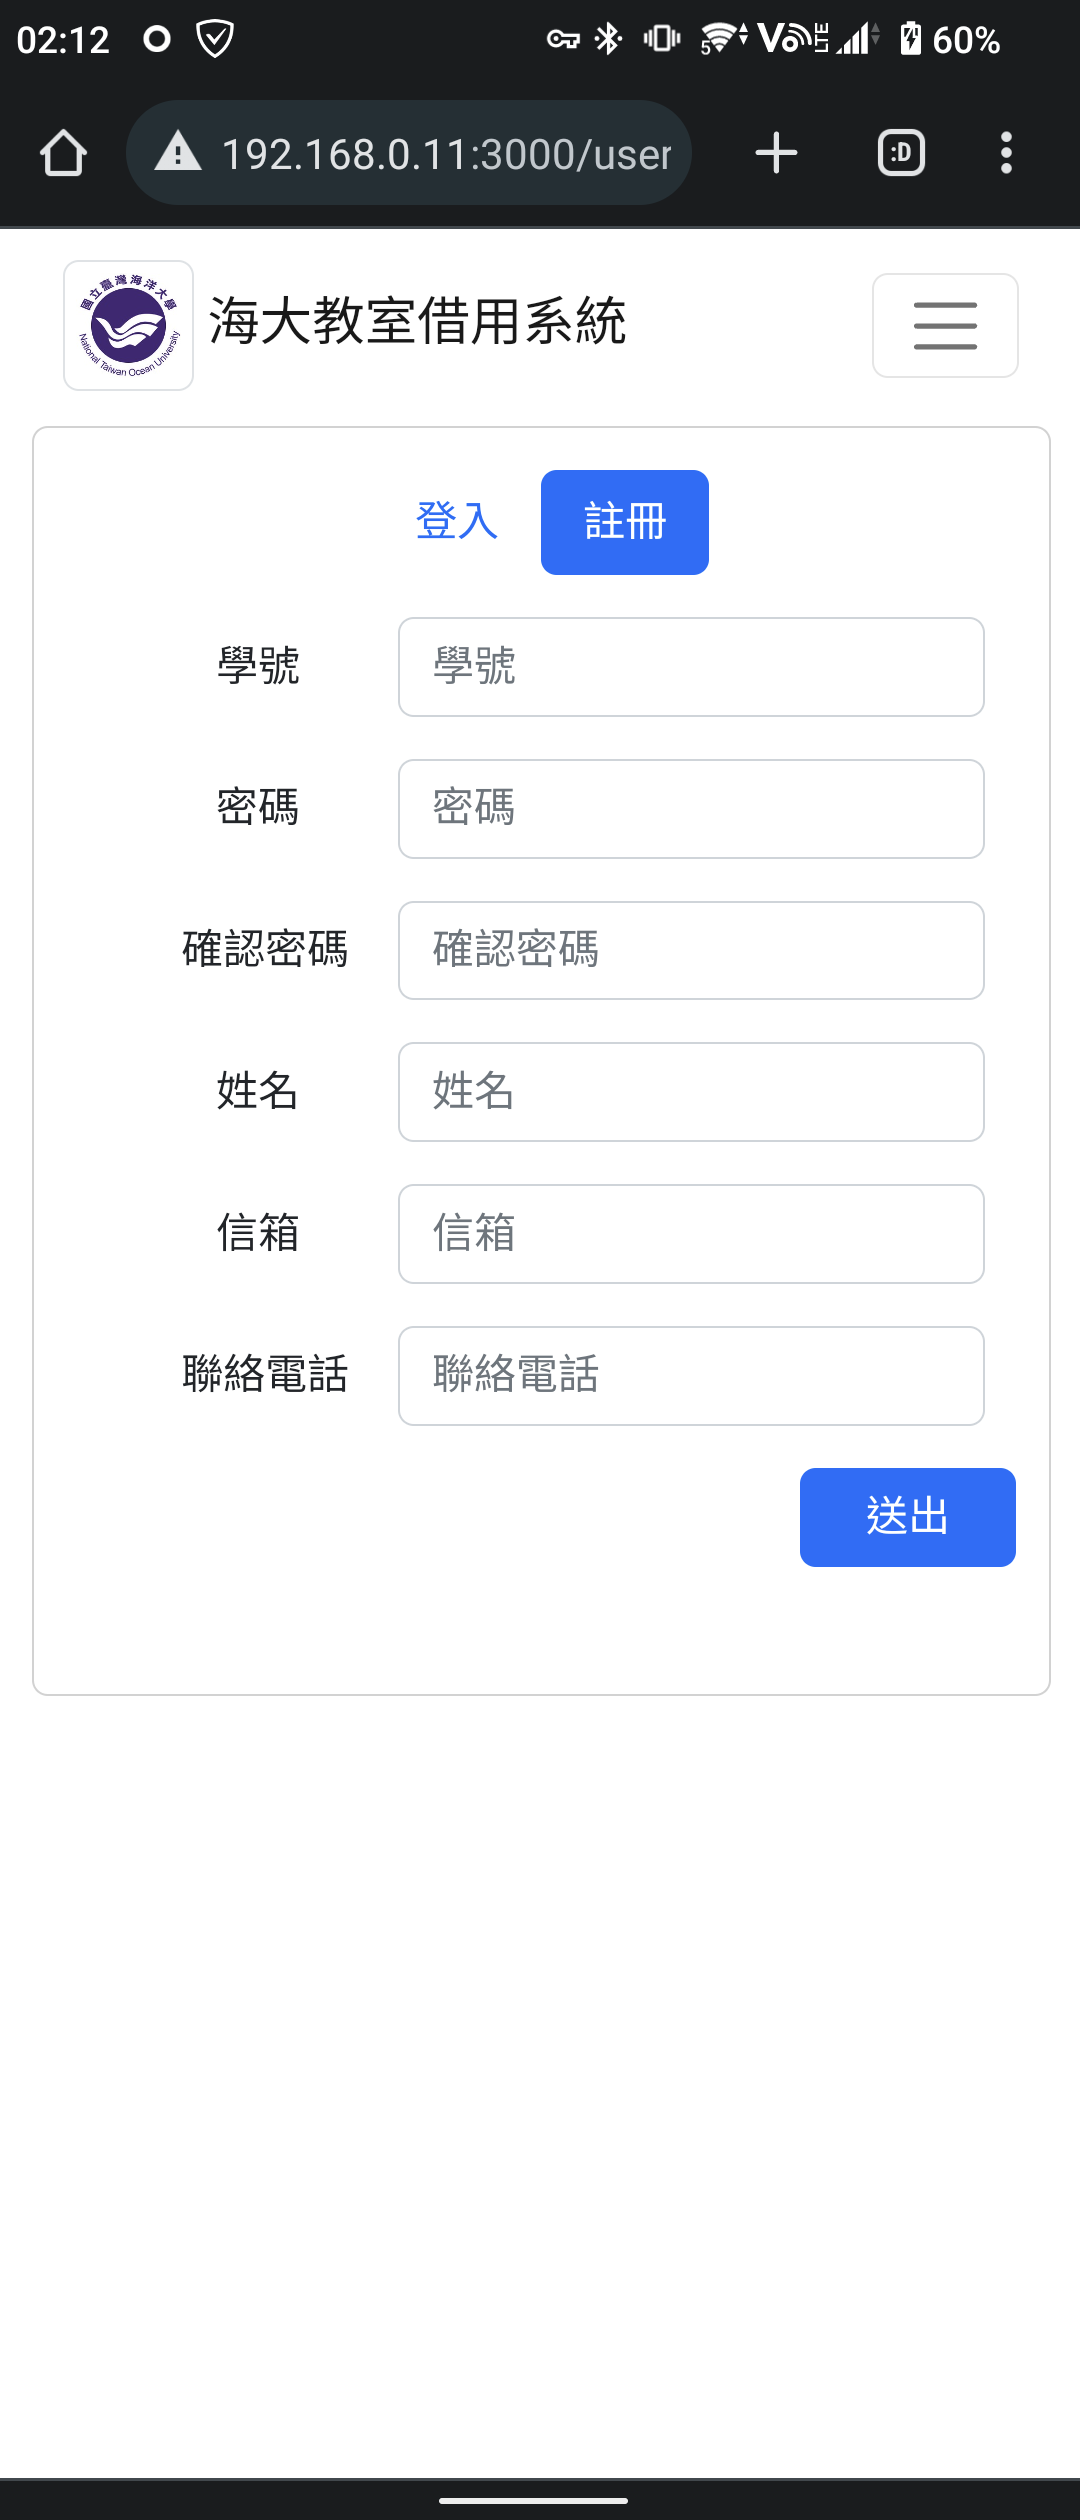 02:12
5
Vo
LTE
60%
192.168.0.11:3000/user
:D
國立臺灣海洋大學
National Taiwan Ocean University
海大教室借用系統
登入
註冊
學號
學號
密碼
密碼
確認密碼
確認密碼
姓名
姓名
信箱
信箱
聯絡電話
聯絡電話
送出